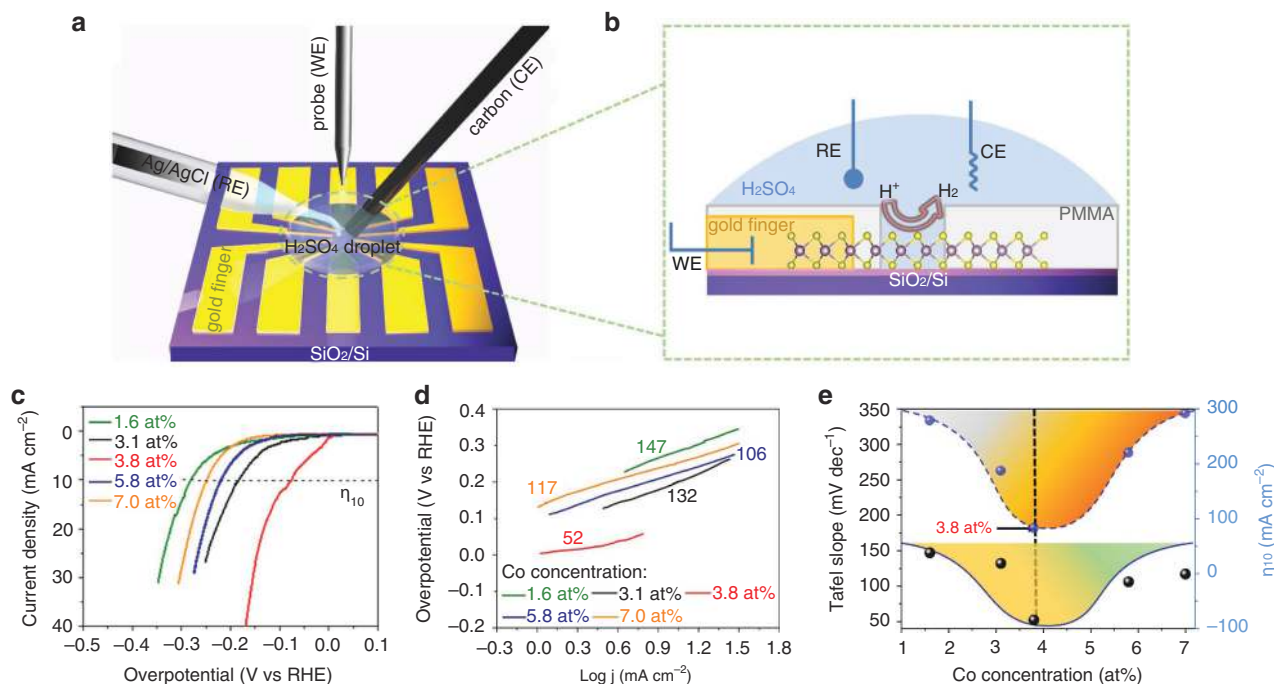 a
probe (WE)
carbon (CE)
Ag/AgCl (RE)
H₂SO₄ droplet
gold finger
SiO₂/Si
b
RE
CE
H₂SO₄
H⁺
H₂
PMMA
gold finger
WE
SiO₂/Si
c
Current density (mA cm⁻²)
0
10
20
30
40
1.6 at%
3.1 at%
3.8 at%
5.8 at%
7.0 at%
η₁₀
−0.5 −0.4 −0.3 −0.2 −0.1 0.0 0.1
Overpotential (V vs RHE)
d
Overpotential (V vs RHE)
0.4
0.3
0.2
0.1
0.0
−0.1
−0.2
147
106
117
132
52
Co concentration:
1.6 at% 3.1 at% 3.8 at%
5.8 at% 7.0 at%
−0.3 0.0 0.3 0.6 0.9 1.2 1.5 1.8
Log j (mA cm⁻²)
e
Tafel slope (mV dec⁻¹)
350
300
250
200
150
100
50
3.8 at%
300
200
100
0
−100
η10 (mA cm⁻²)
1 2 3 4 5 6 7
Co concentration (at%)